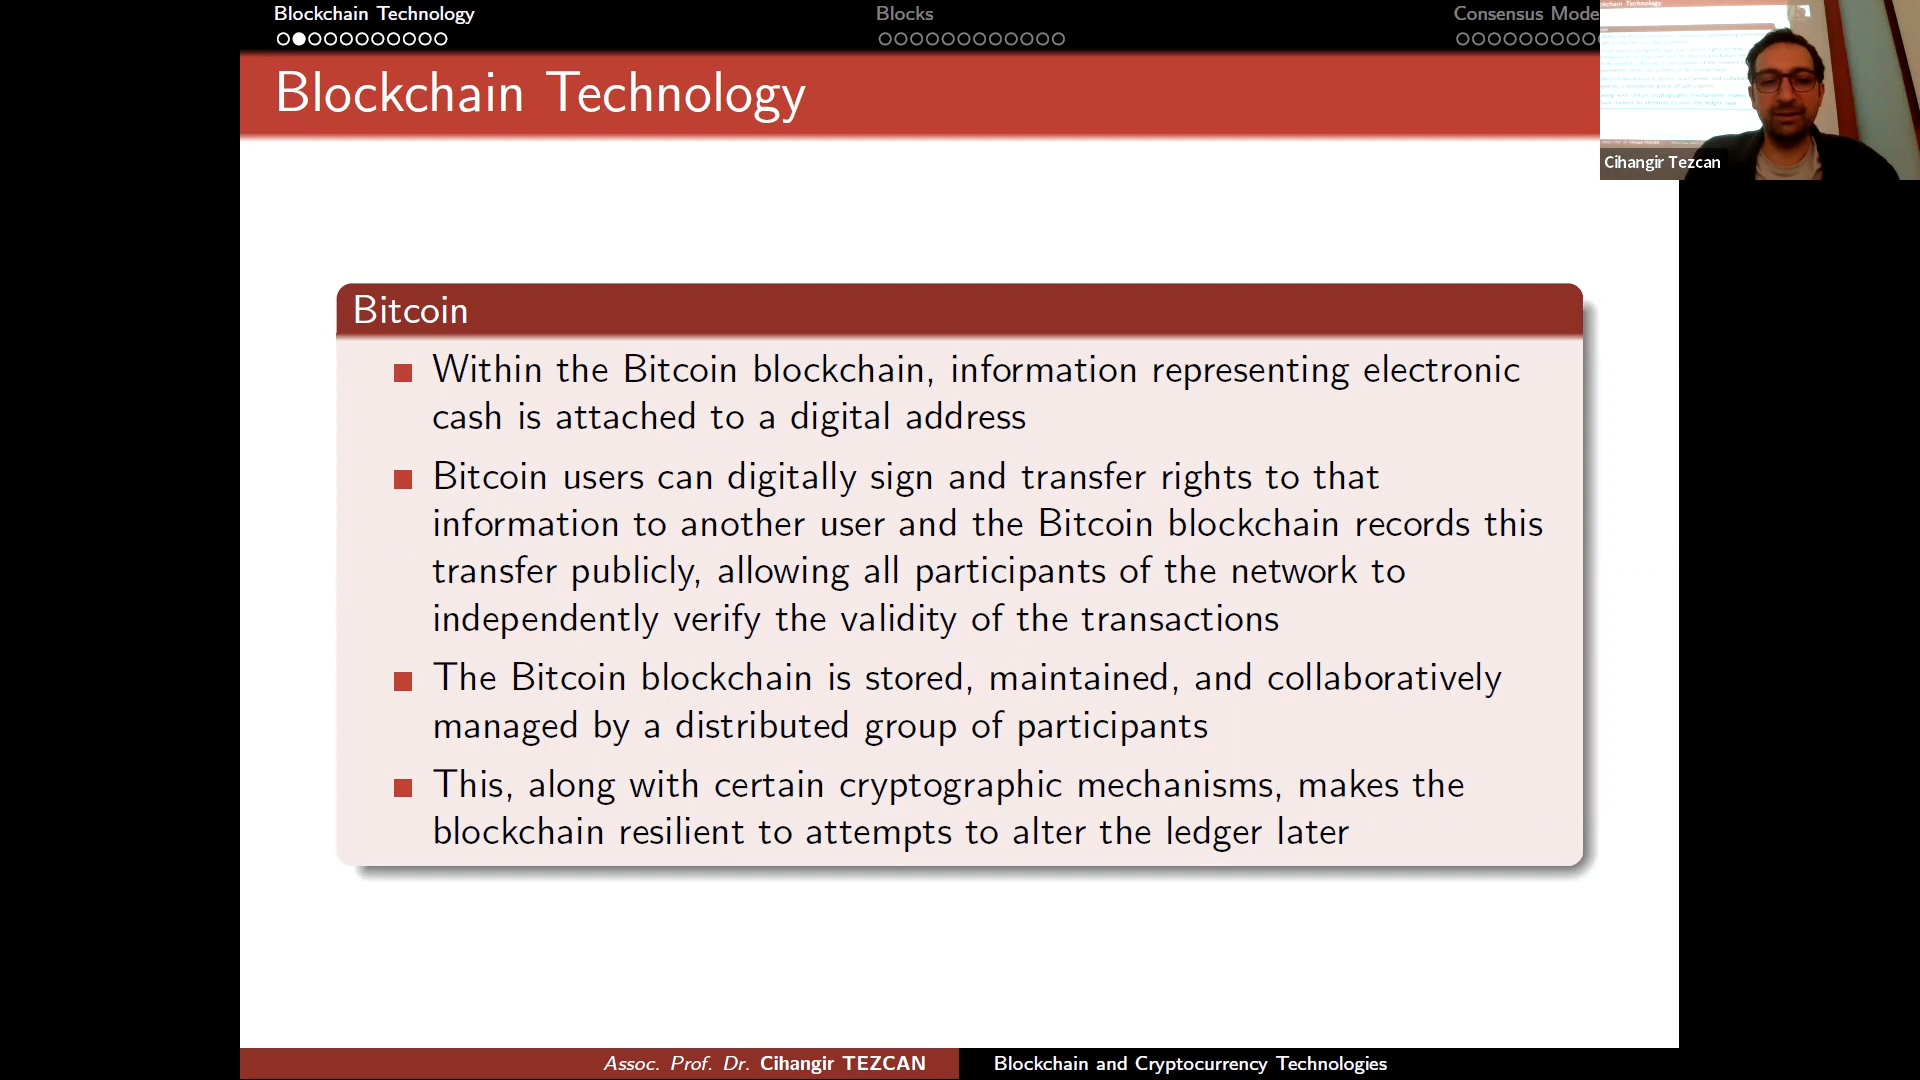 Blockchain Technology
Blocks
Consensus Mode
Blockchain Technology
Cihangir Tezcan
Bitcoin
Within the Bitcoin blockchain, information representing electronic
cash is attached to a digital address
Bitcoin users can digitally sign and transfer rights to that
information to another user and the Bitcoin blockchain records this
transfer publicly, allowing all participants of the network to
independently verify the validity of the transactions
The Bitcoin blockchain is stored, maintained, and collaboratively
managed by a distributed group of participants
This, along with certain cryptographic mechanisms, makes the
blockchain resilient to attempts to alter the ledger later
Assoc. Prof. Dr. Cihangir TEZCAN
Blockchain and Cryptocurrency Technologies